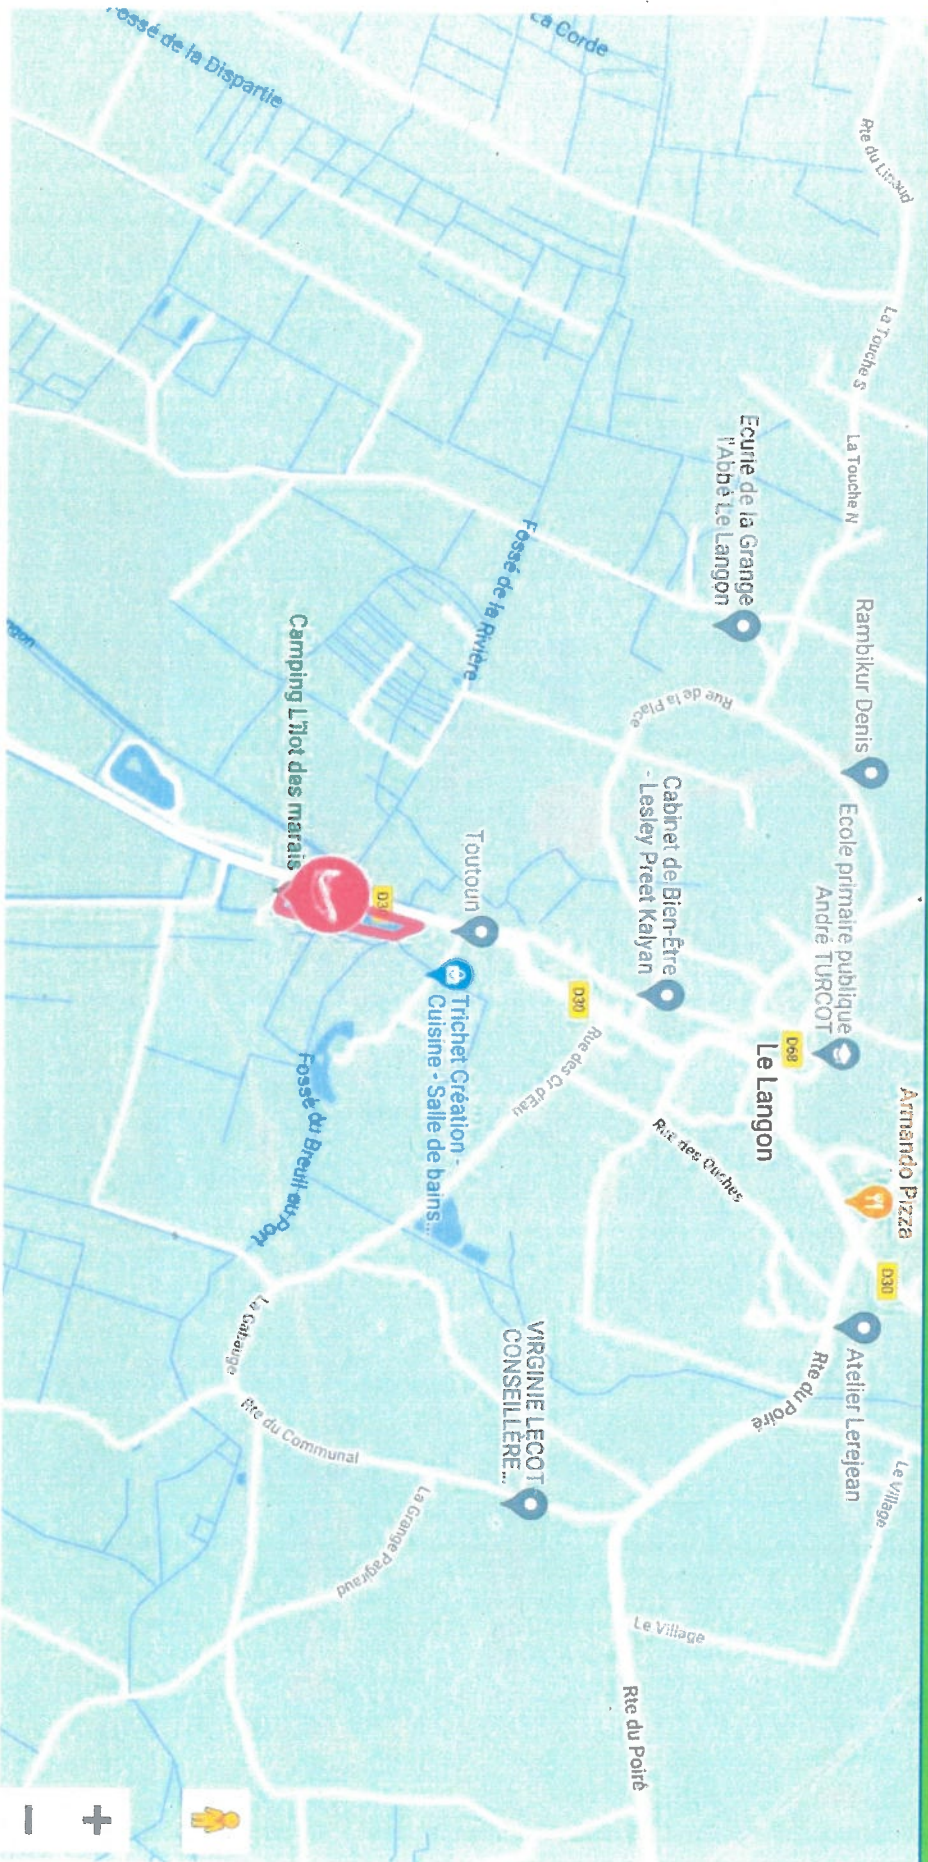 Fossé de la Dispartie
La Corde
Rte du Linaud
La Touche S
La Touche N
Ecurie de la Grange
l'Abbé Le Langon
Rambikur Denis
Fossé de la Rivière
Rue de la Place
Ecole primaire publique
André TURCOT
Cabinet de Bien-Être
- Lesley Preet Kalyan
Camping L'îlot des marais
Toutoun
D30
D68
Le Langon
Armando Pizza
D30
Trichet Création -
Cuisine - Salle de bains...
Rue des Cr d'Eau
Rue des Ouches
Fossé du Breuil au Port
Atelier Lerejean
Rte du Poiré
VIRGINIE LECOT
CONSEILLÈRE...
La Gabauge
Rte du Communal
La Grange Pagiraud
Le Village
Le Village
Rte du Poiré
+
−